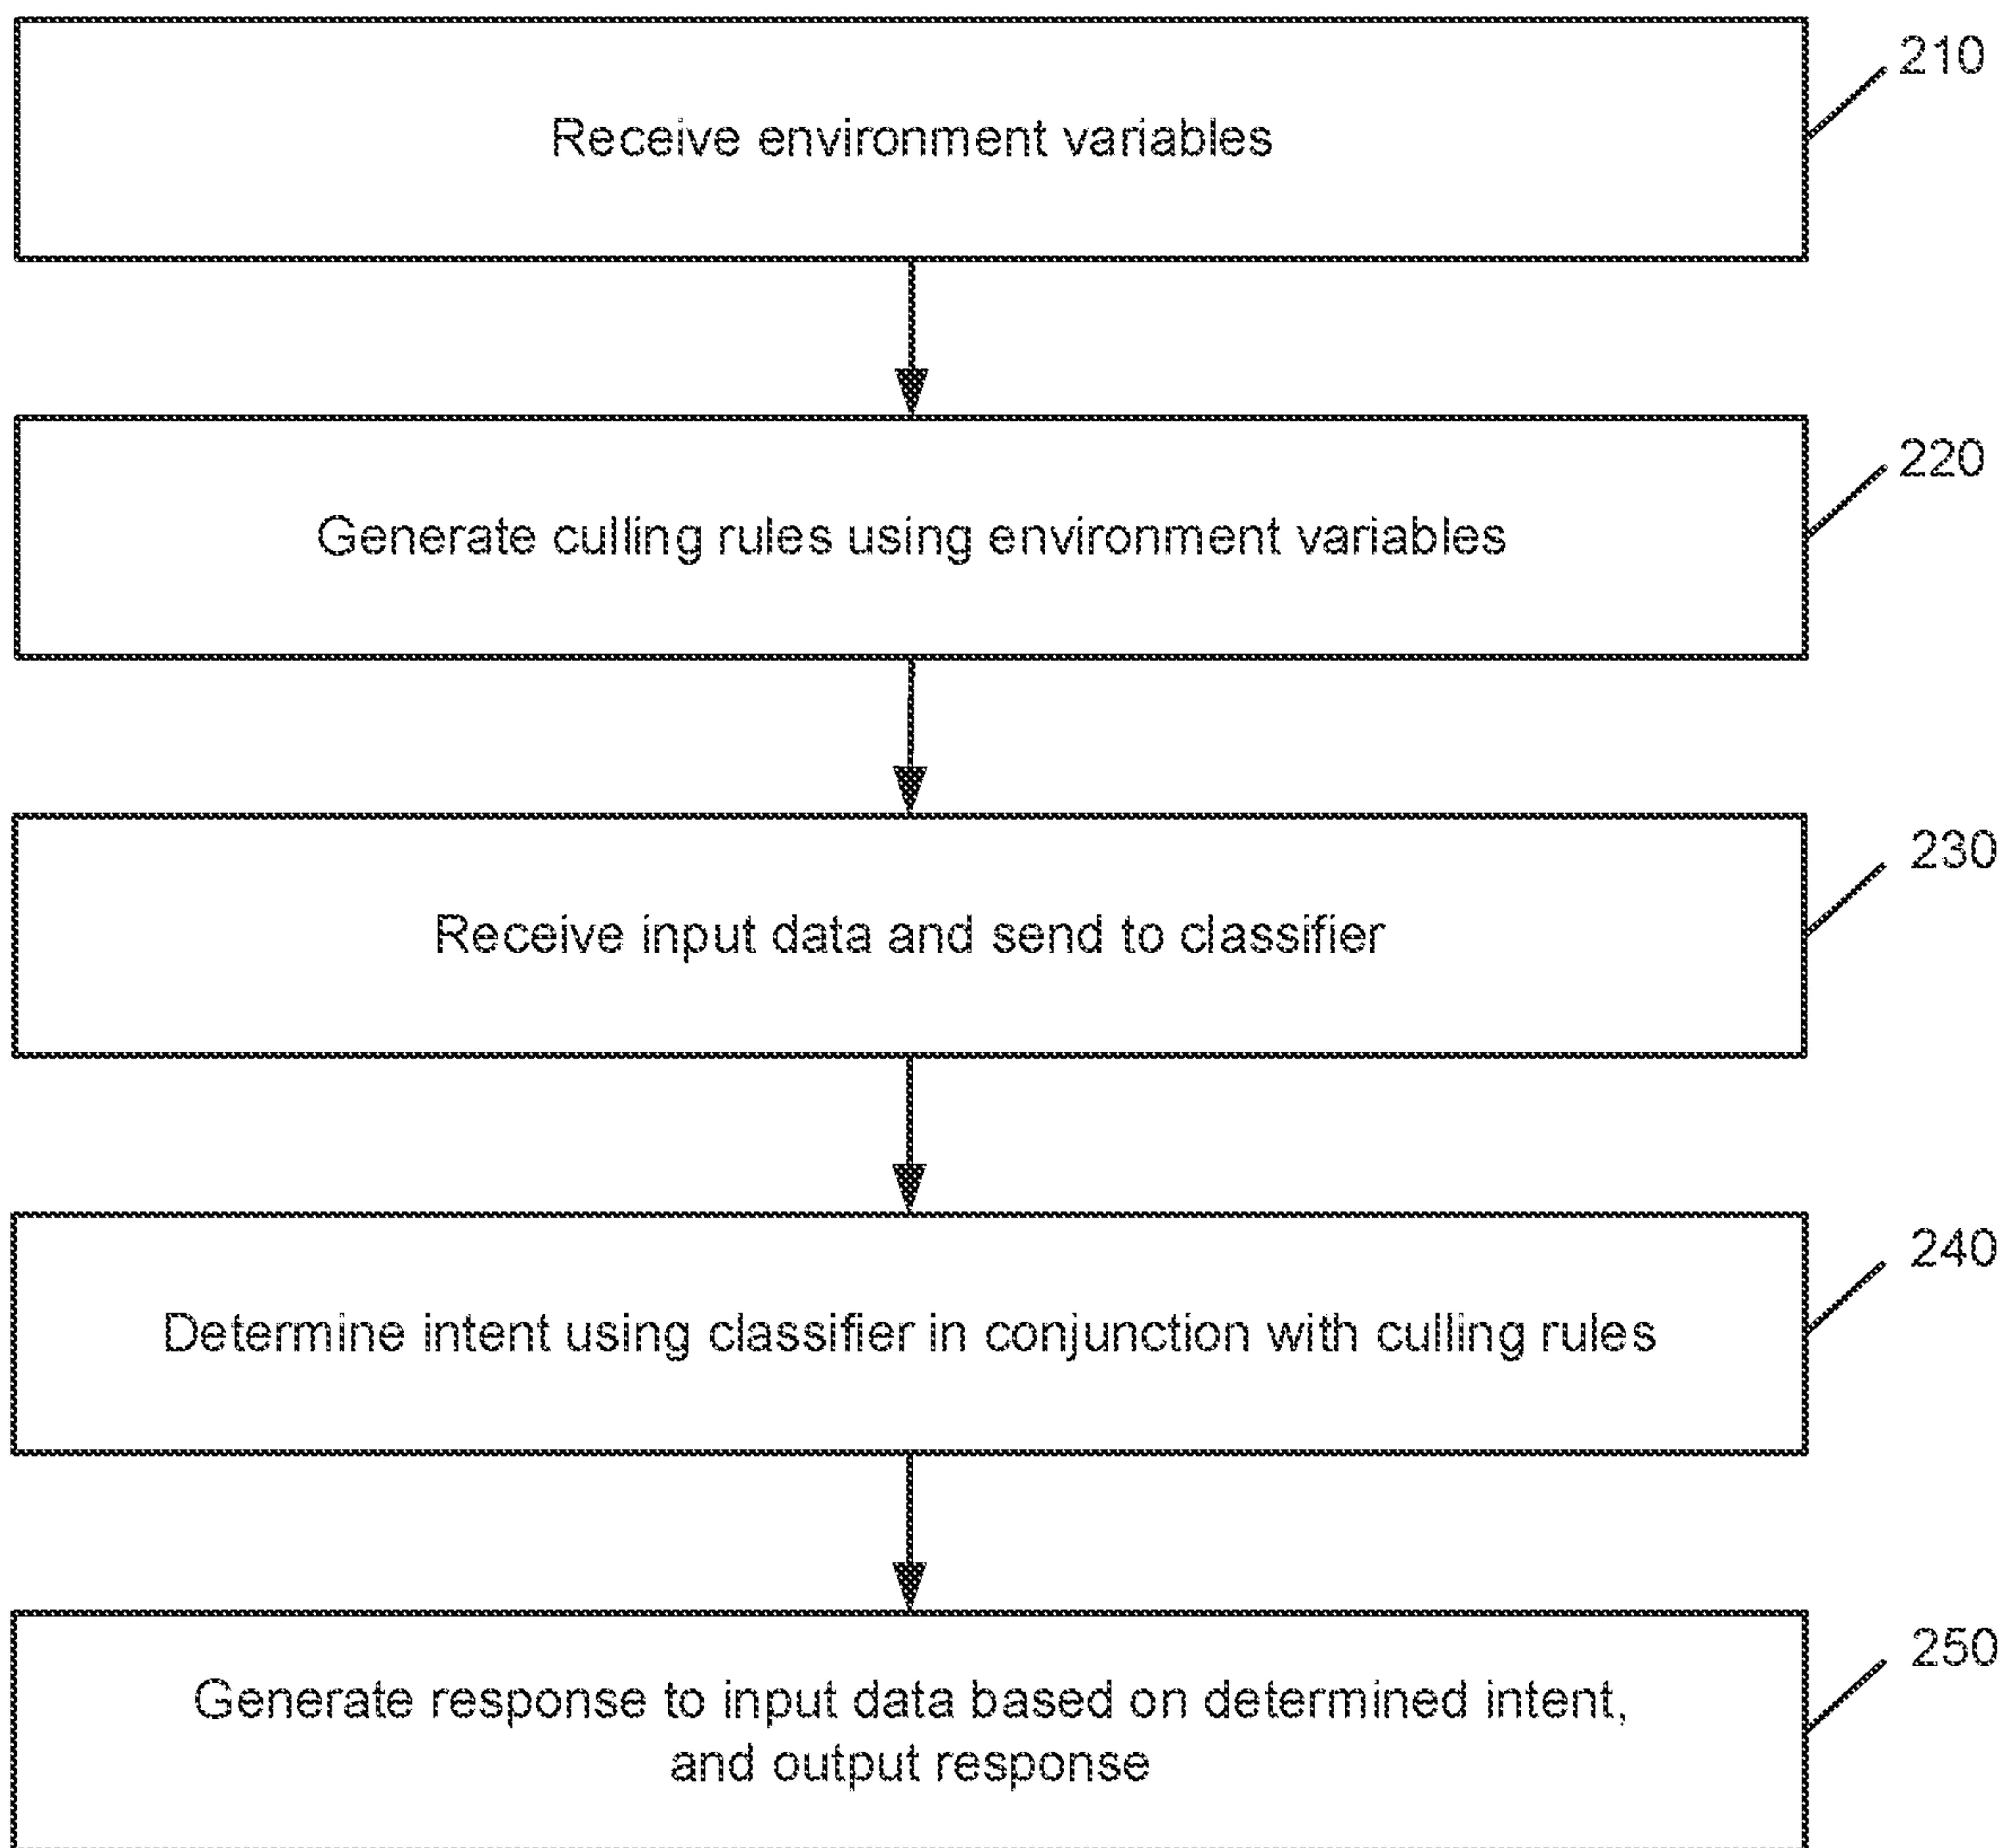 Receive environment variables
210
Generate culling rules using environment variables
220
Receive input data and send to classifier
230
Determine intent using classifier in conjunction with culling rules
240
Generate response to input data based on determined intent,
and output response
250